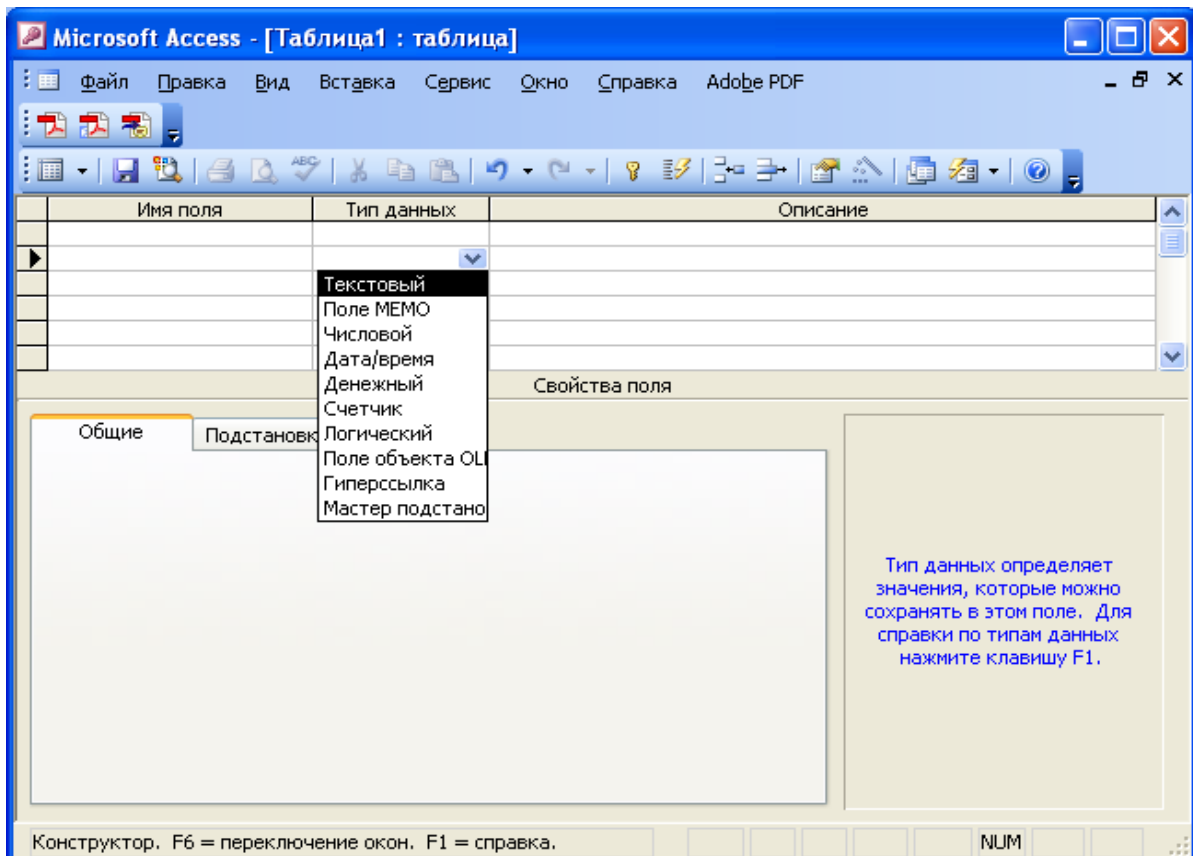 Microsoft Access - [Таблица1 : таблица]
Файл Правка Вид Вставка Сервис Окно Справка Adobe PDF
Имя поля Тип данных Описание
Текстовый
Поле MEMO
Числовой
Дата/время
Денежный
Счетчик
Логический
Поле объекта OLE
Гиперссылка
Мастер подстано
Свойства поля
Общие Подстановк
Тип данных определяет
значения, которые можно
сохранять в этом поле. Для
справки по типам данных
нажмите клавишу F1.
Конструктор. F6 = переключение окон. F1 = справка. NUM